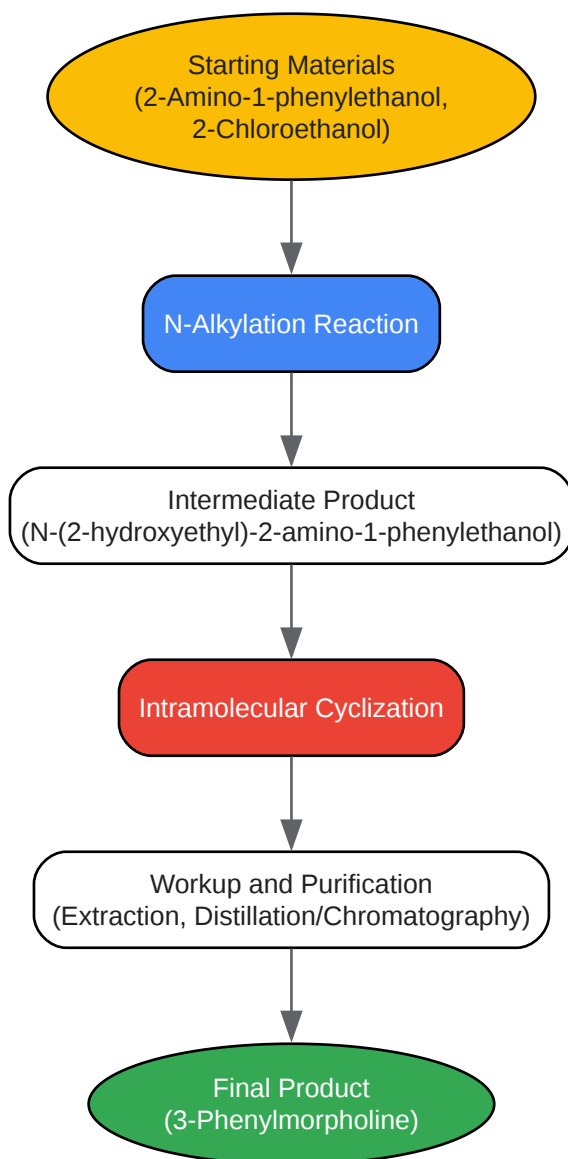 Starting Materials
(2-Amino-1-phenylethanol,
2-Chloroethanol)
N-Alkylation Reaction
Intermediate Product
(N-(2-hydroxyethyl)-2-amino-1-phenylethanol)
Intramolecular Cyclization
Workup and Purification
(Extraction, Distillation/Chromatography)
Final Product
(3-Phenylmorpholine)